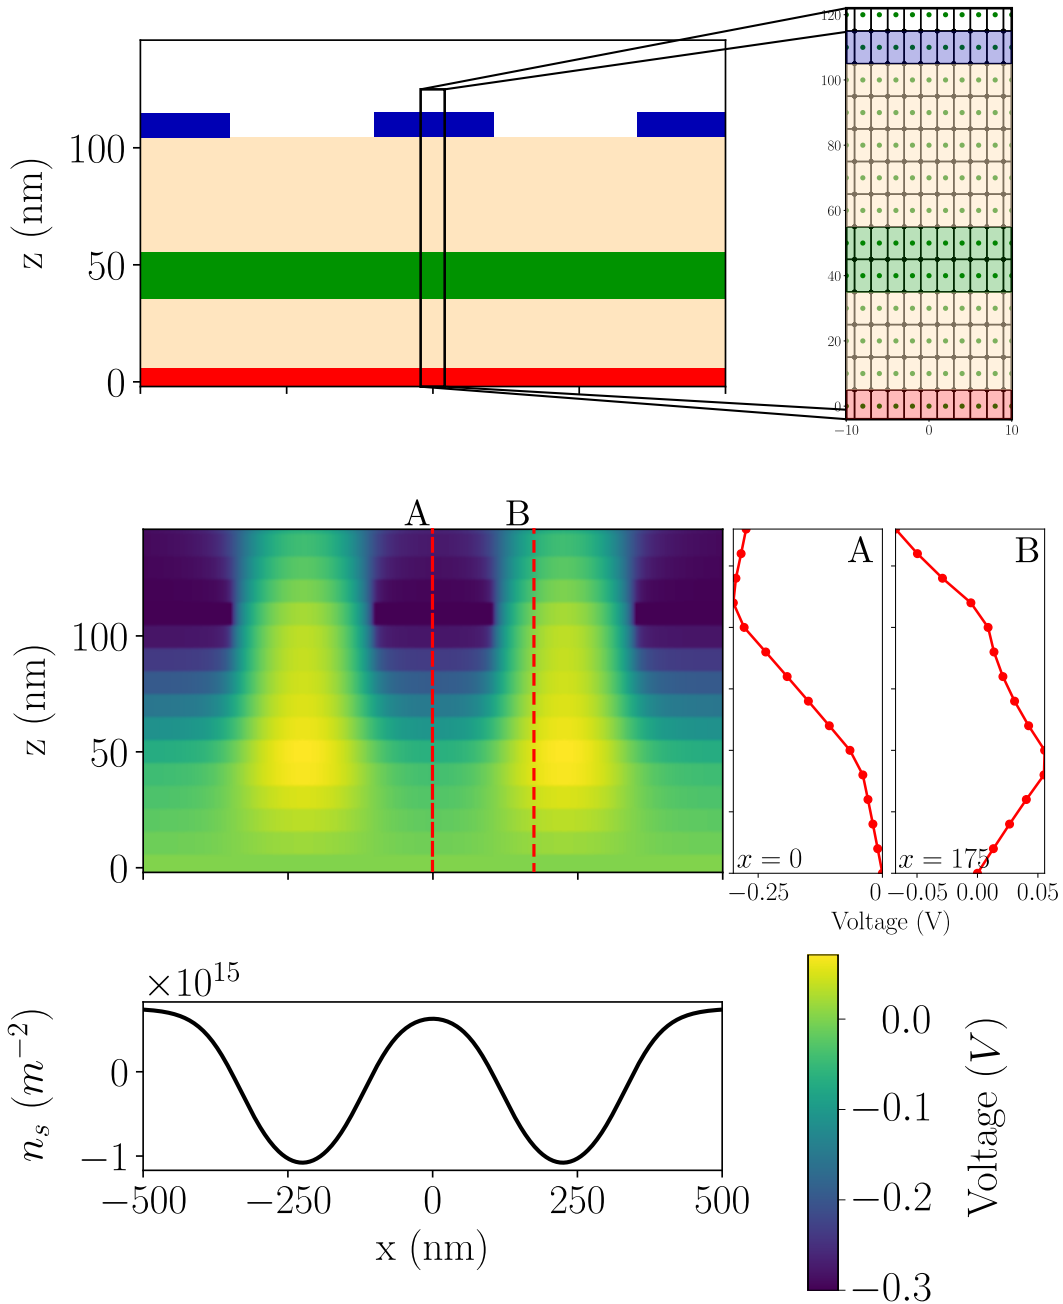 z (nm)
100
50
0
120
100
80
60
40
20
0
−10
0
10
A
B
z (nm)
100
50
0
A
x = 0
−0.25
0
B
x = 175
−0.05
0.00
0.05
Voltage (V)
×10^15
n_s (m^−2)
0
−1
−500
−250
0
250
500
x (nm)
0.0
−0.1
−0.2
−0.3
Voltage (V)